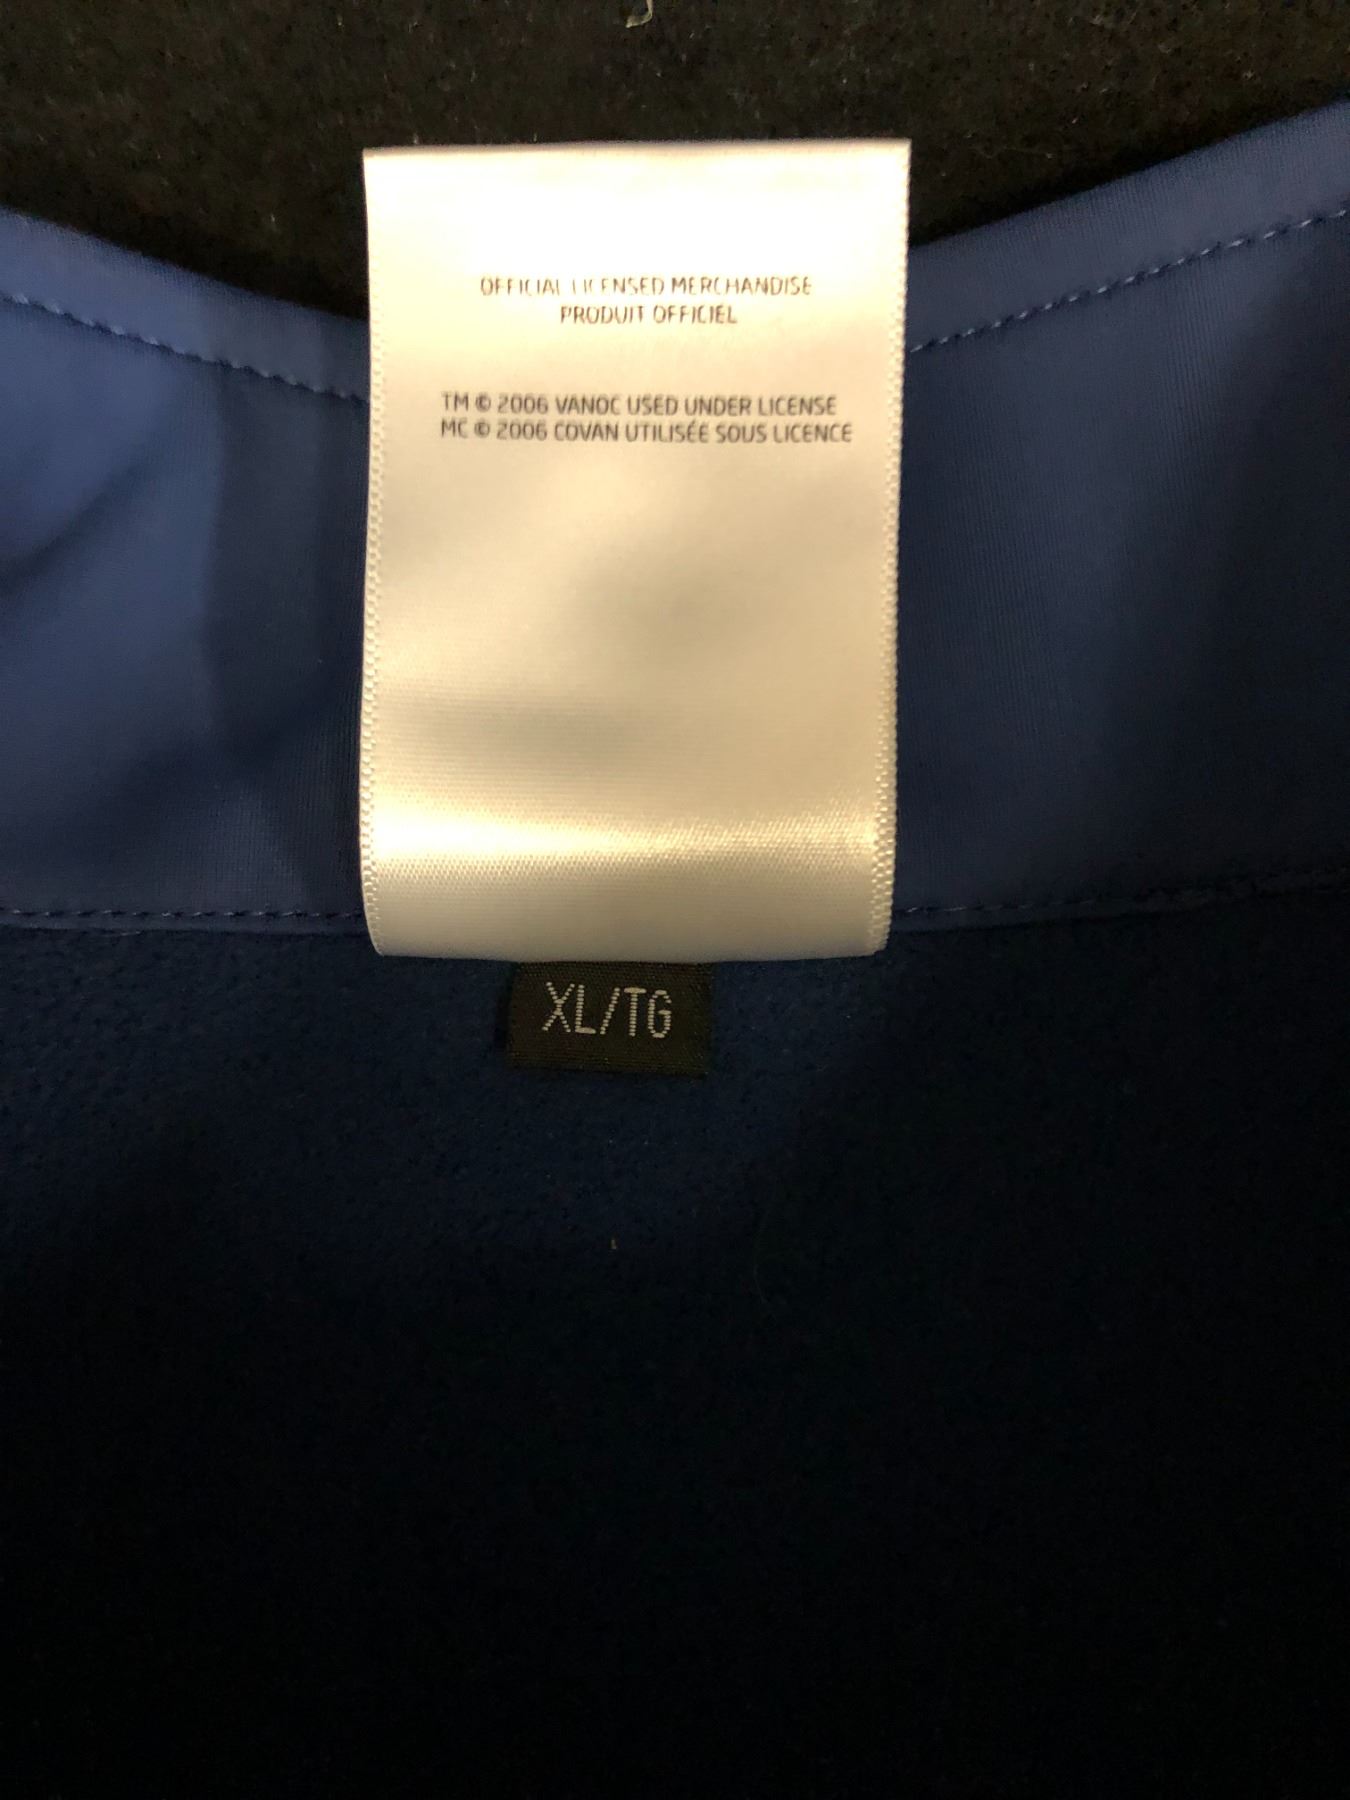 OFFICIAL LICENSED MERCHANDISE
PRODUIT OFFICIEL
TM © 2006 VANOC USED UNDER LICENSE
MC © 2006 COVAN UTILISÉE SOUS LICENCE
XL/TG